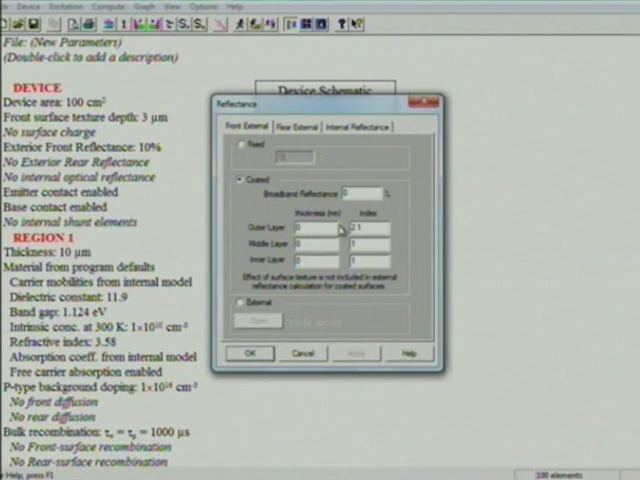 Device Excitation Compute Graph View Options Help
File: (New Parameters)
(Double-click to add a description)
DEVICE
Device area: 100 cm²
Front surface texture depth: 3 µm
No surface charge
Exterior Front Reflectance: 10%
No Exterior Rear Reflectance
No internal optical reflectance
Emitter contact enabled
Base contact enabled
No internal shunt elements
REGION 1
Thickness: 10 µm
Material from program defaults
Carrier mobilities from internal model
Dielectric constant: 11.9
Band gap: 1.124 eV
Intrinsic conc. at 300 K: 1×10¹⁰ cm⁻³
Refractive index: 3.58
Absorption coeff. from internal model
Free carrier absorption enabled
P-type background doping: 1×10¹⁶ cm⁻³
No front diffusion
No rear diffusion
Bulk recombination: τₙ = τₚ = 1000 µs
No Front-surface recombination
No Rear-surface recombination
Help, press F1
Device Schematic
Reflectance
Front External Rear External Internal Reflectance
Fixed
Coated
Broadband Reflectance 0 %
thickness (nm) index
Outer Layer 0 2.1
Middle Layer 0 1
Inner Layer 0 1
Effect of surface texture is not included in external
reflectance calculation for coated surfaces.
External
Open
OK Cancel Apply Help
100 elements